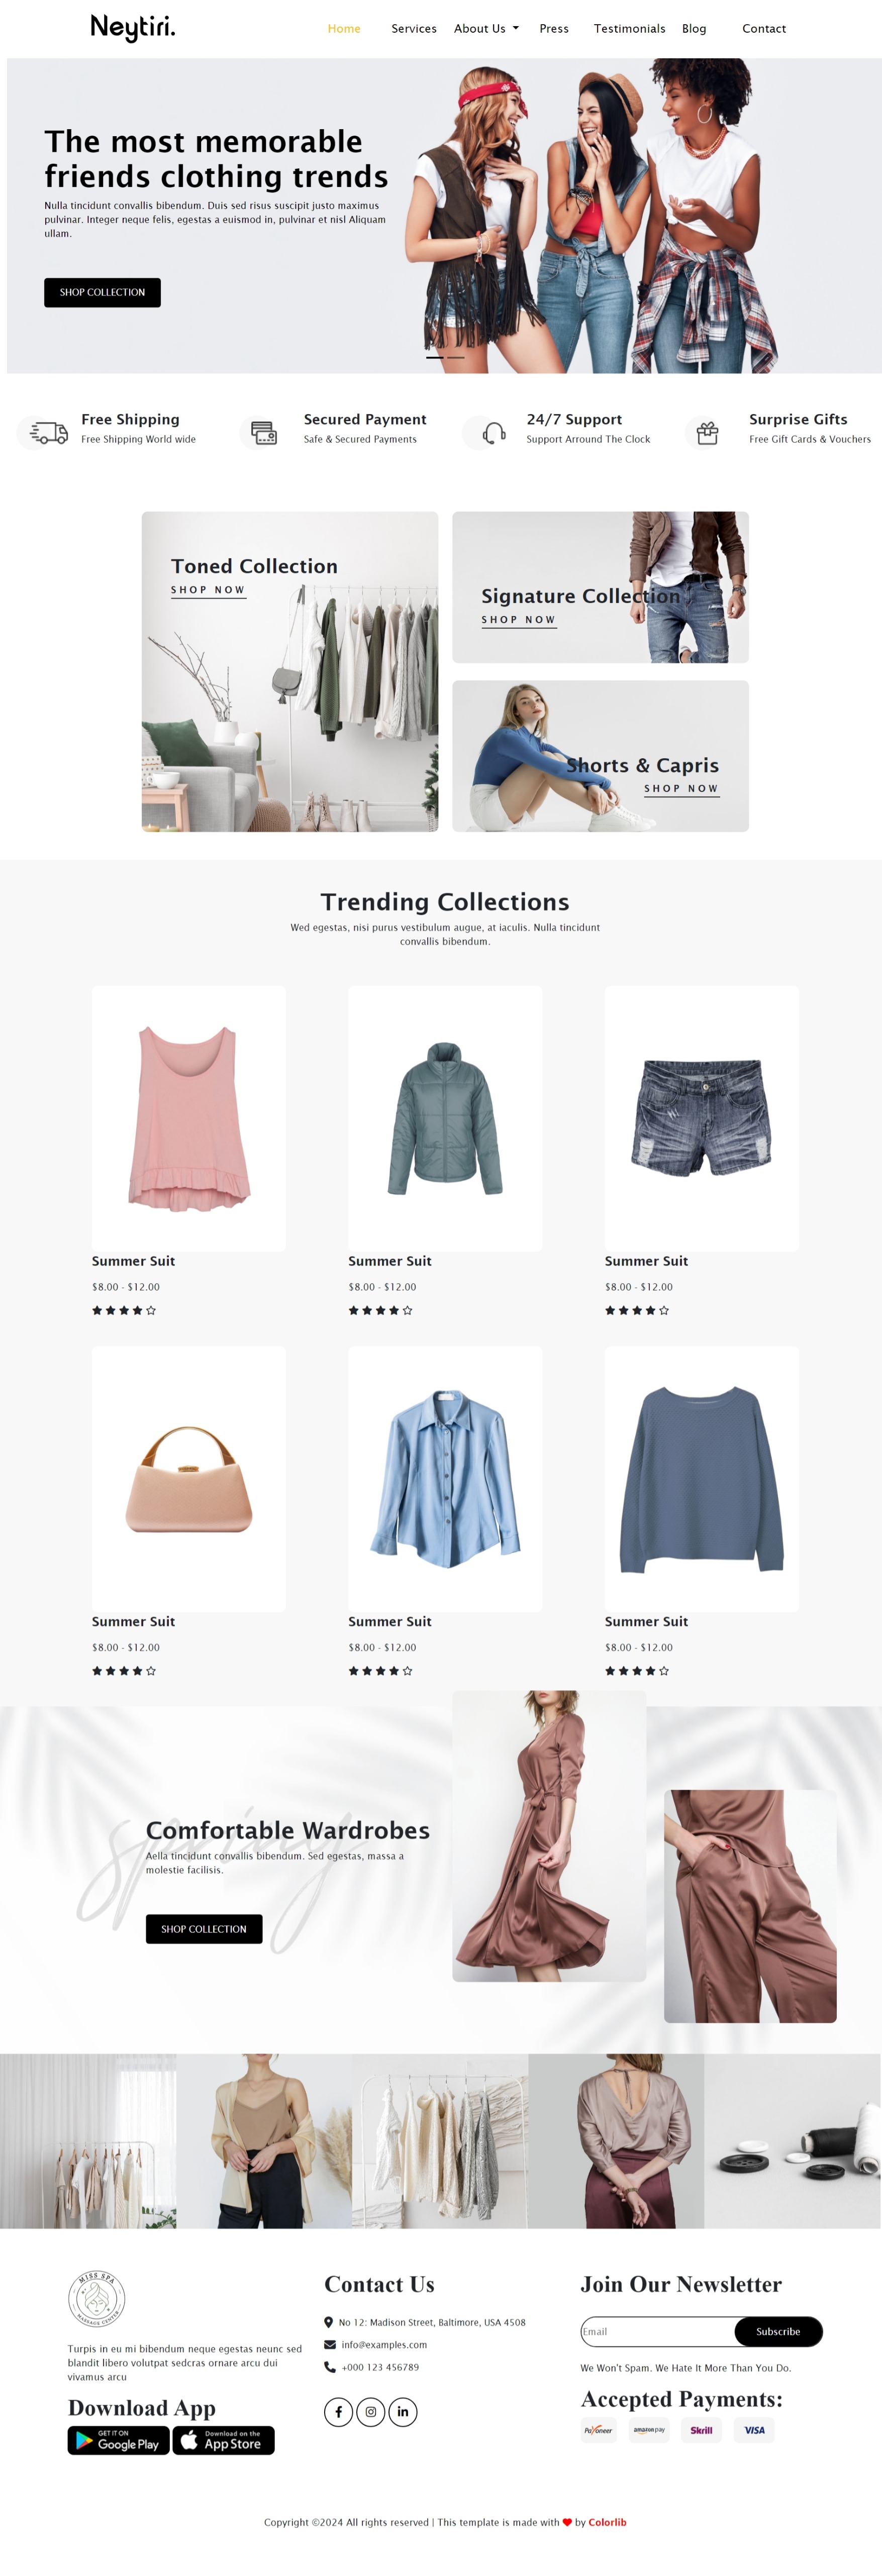 Neytiri.
Home Services About Us Press Testimonials Blog Contact
The most memorable
friends clothing trends
Nulla tincidunt convallis bibendum. Duis sed risus suscipit justo maximus
pulvinar. Integer neque felis, egestas a euismod in, pulvinar et nisl Aliquam
ullam.
SHOP COLLECTION
Free Shipping
Free Shipping World wide
Secured Payment
Safe & Secured Payments
24/7 Support
Support Arround The Clock
Surprise Gifts
Free Gift Cards & Vouchers
Toned Collection
SHOP NOW
Signature Collection
SHOP NOW
Shorts & Capris
SHOP NOW
Trending Collections
Wed egestas, nisi purus vestibulum augue, at iaculis. Nulla tincidunt
convallis bibendum.
Summer Suit
$8.00 - $12.00
Summer Suit
$8.00 - $12.00
Summer Suit
$8.00 - $12.00
Summer Suit
$8.00 - $12.00
Summer Suit
$8.00 - $12.00
Summer Suit
$8.00 - $12.00
spring
Comfortable Wardrobes
Aella tincidunt convallis bibendum. Sed egestas, massa a
molestie facilisis.
SHOP COLLECTION
MISS SPA
MASSAGE CENTER
Turpis in eu mi bibendum neque egestas neunc sed
blandit libero volutpat sedcras ornare arcu dui
vivamus arcu
Download App
GET IT ON
Google Play
Download on the
App Store
Contact Us
No 12: Madison Street, Baltimore, USA 4508
info@examples.com
+000 123 456789
Join Our Newsletter
Email
Subscribe
We Won't Spam. We Hate It More Than You Do.
Accepted Payments:
Payoneer amazon pay Skrill VISA
Copyright ©2024 All rights reserved | This template is made with by Colorlib